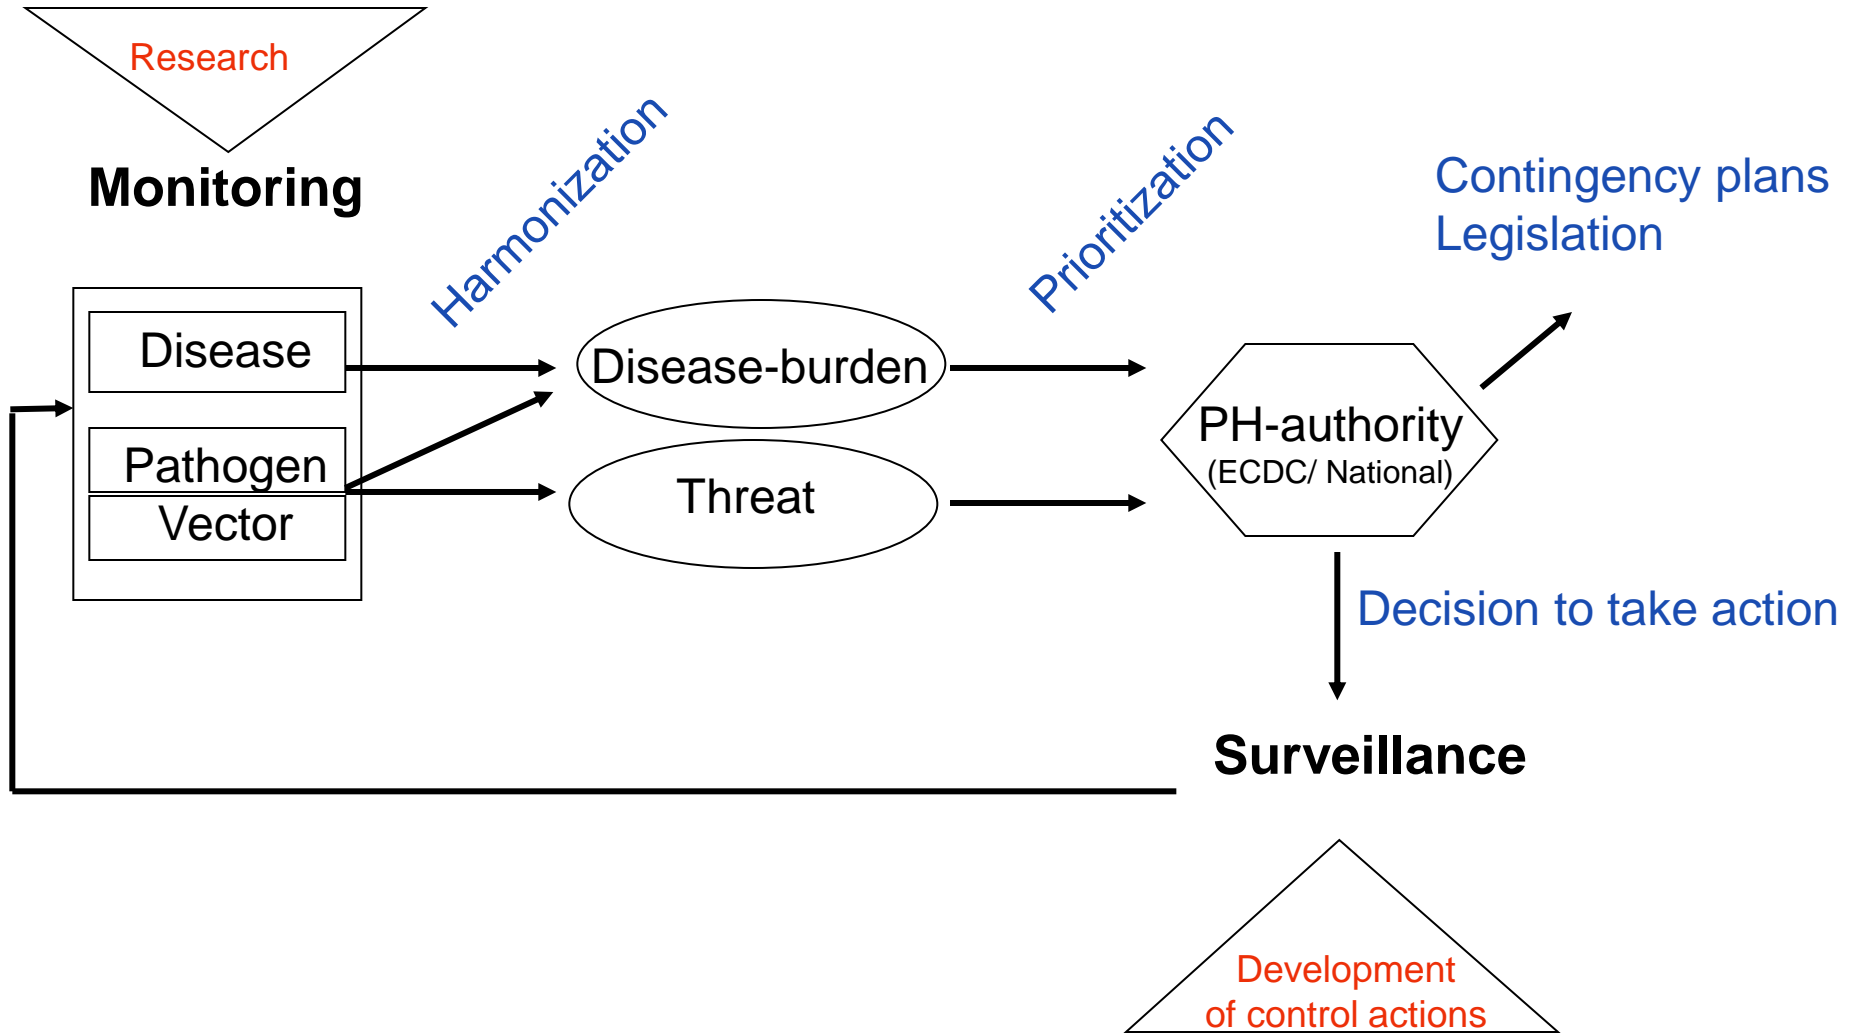 Research
Monitoring
Harmonization
Prioritization
Contingency plans
Legislation
Disease
Pathogen
Vector
Disease-burden
Threat
PH-authority
(ECDC/ National)
Decision to take action
Surveillance
Development
of control actions